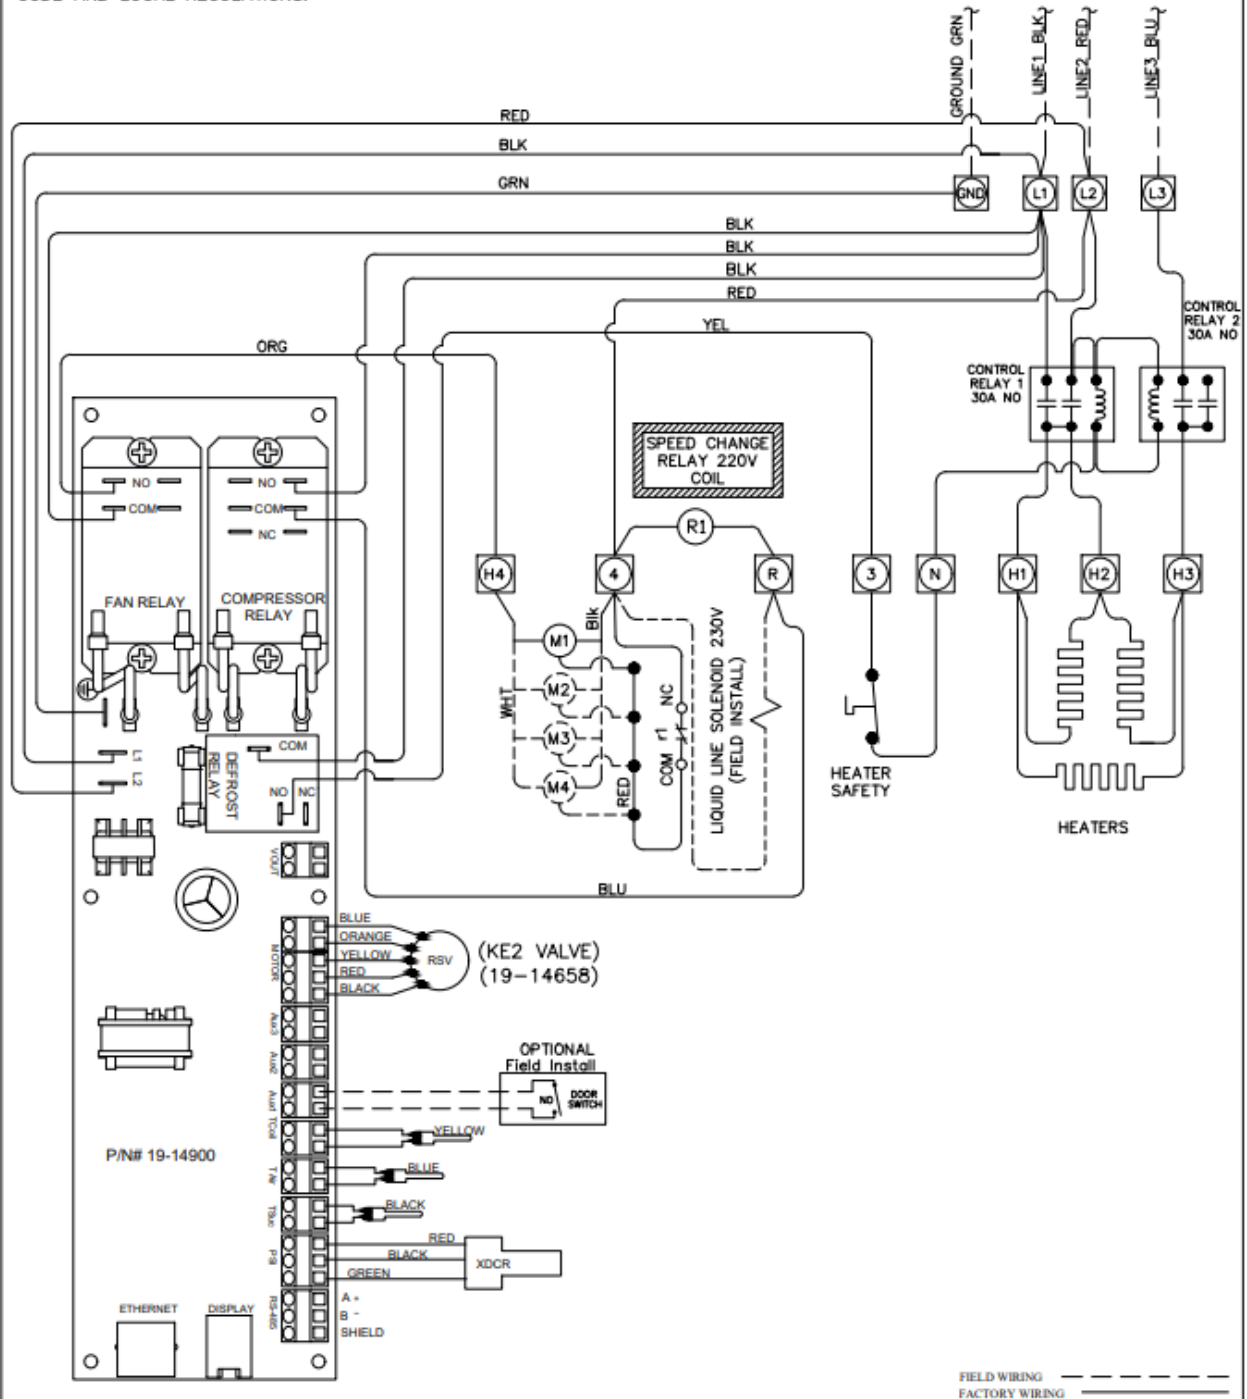 GROUND GRN
LINE1 BLK
LINE2 RED
LINE3 BLU
RED
BLK
GRN
GND
L1
L2
L3
BLK
BLK
BLK
RED
YEL
ORG
CONTROL
RELAY 2
30A NO
CONTROL
RELAY 1
30A NO
SPEED CHANGE
RELAY 220V
COIL
R1
H4
4
R
3
N
H1
H2
H3
NO
COM
NO
COM
NC
FAN RELAY
COMPRESSOR
RELAY
L1
L2
DEFROST
RELAY
COM
NO
NC
M1
M2
M3
M4
WHT
Blk
RED
NC
r1
COM
LIQUID LINE SOLENOID 230V
(FIELD INSTALL)
HEATER
SAFETY
HEATERS
BLU
VOUT
MOTOR
BLUE
ORANGE
YELLOW
RED
BLACK
RSV
(KE2 VALVE)
(19-14658)
Aux3
Aux2
Aux1
OPTIONAL
Field Install
NO
DOOR
SWITCH
TCoil
YELLOW
P/N# 19-14900
TAir
BLUE
TSuc
BLACK
PSI
RED
BLACK
GREEN
XDCR
RS-485
A +
B -
SHIELD
ETHERNET
DISPLAY
FIELD WIRING
FACTORY WIRING